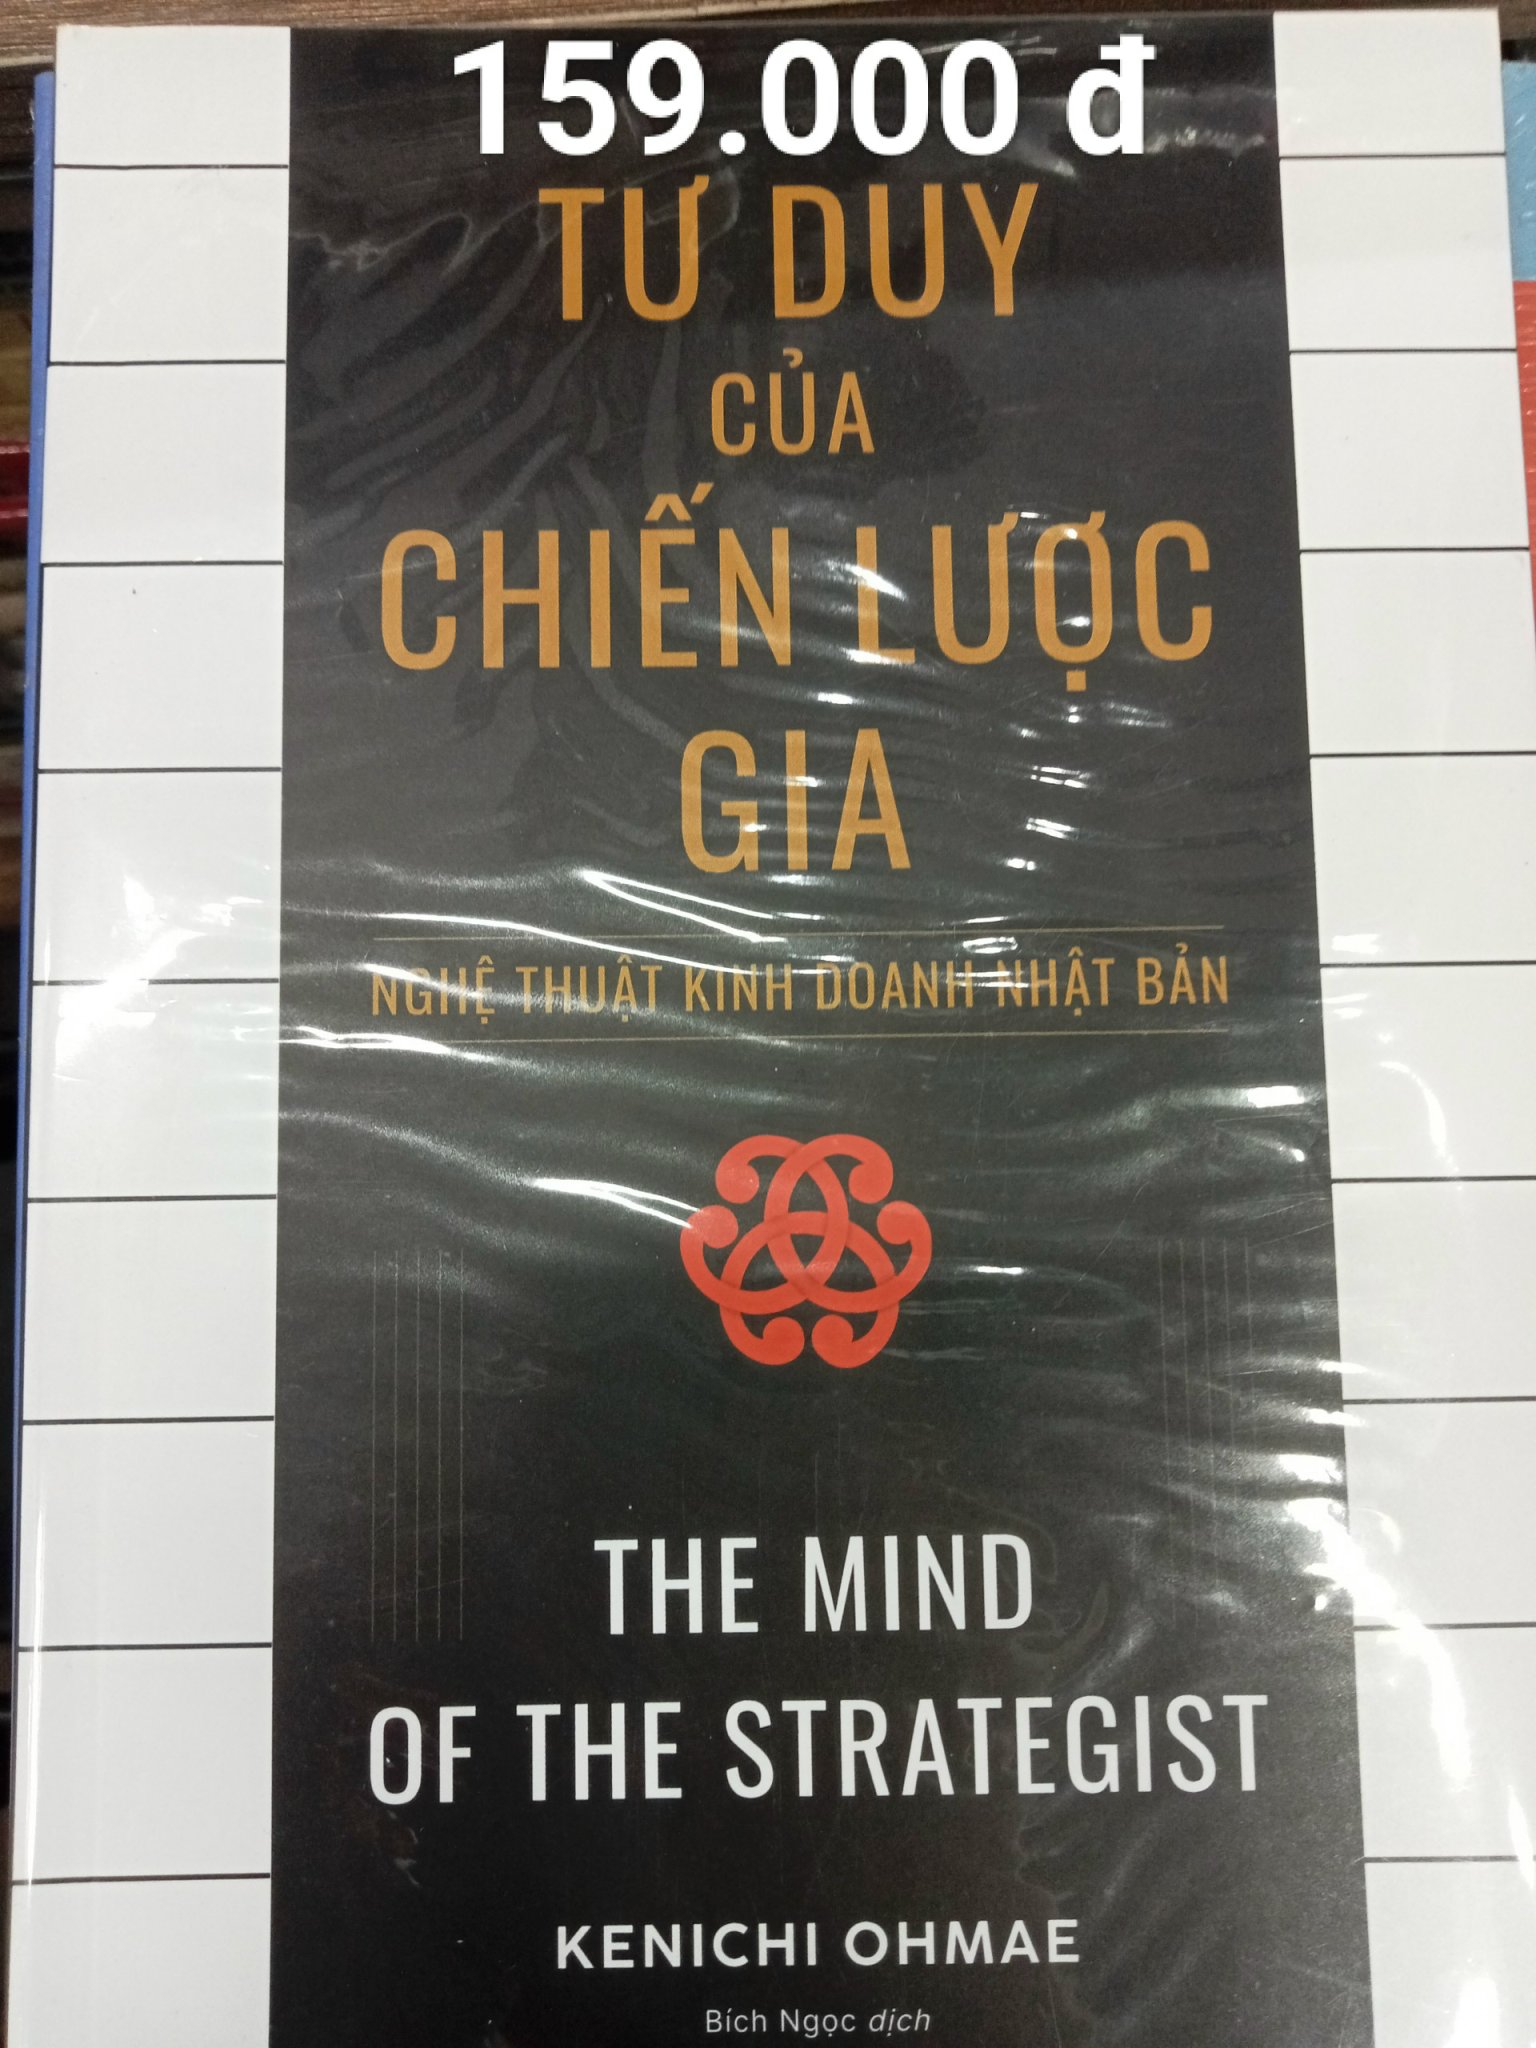 159.000 đ
TƯ DUY
CỦA
CHIẾN LƯỢC
GIA
NGHỆ THUẬT KINH DOANH NHẬT BẢN
THE MIND
OF THE STRATEGIST
KENICHI OHMAE
Bích Ngọc dịch